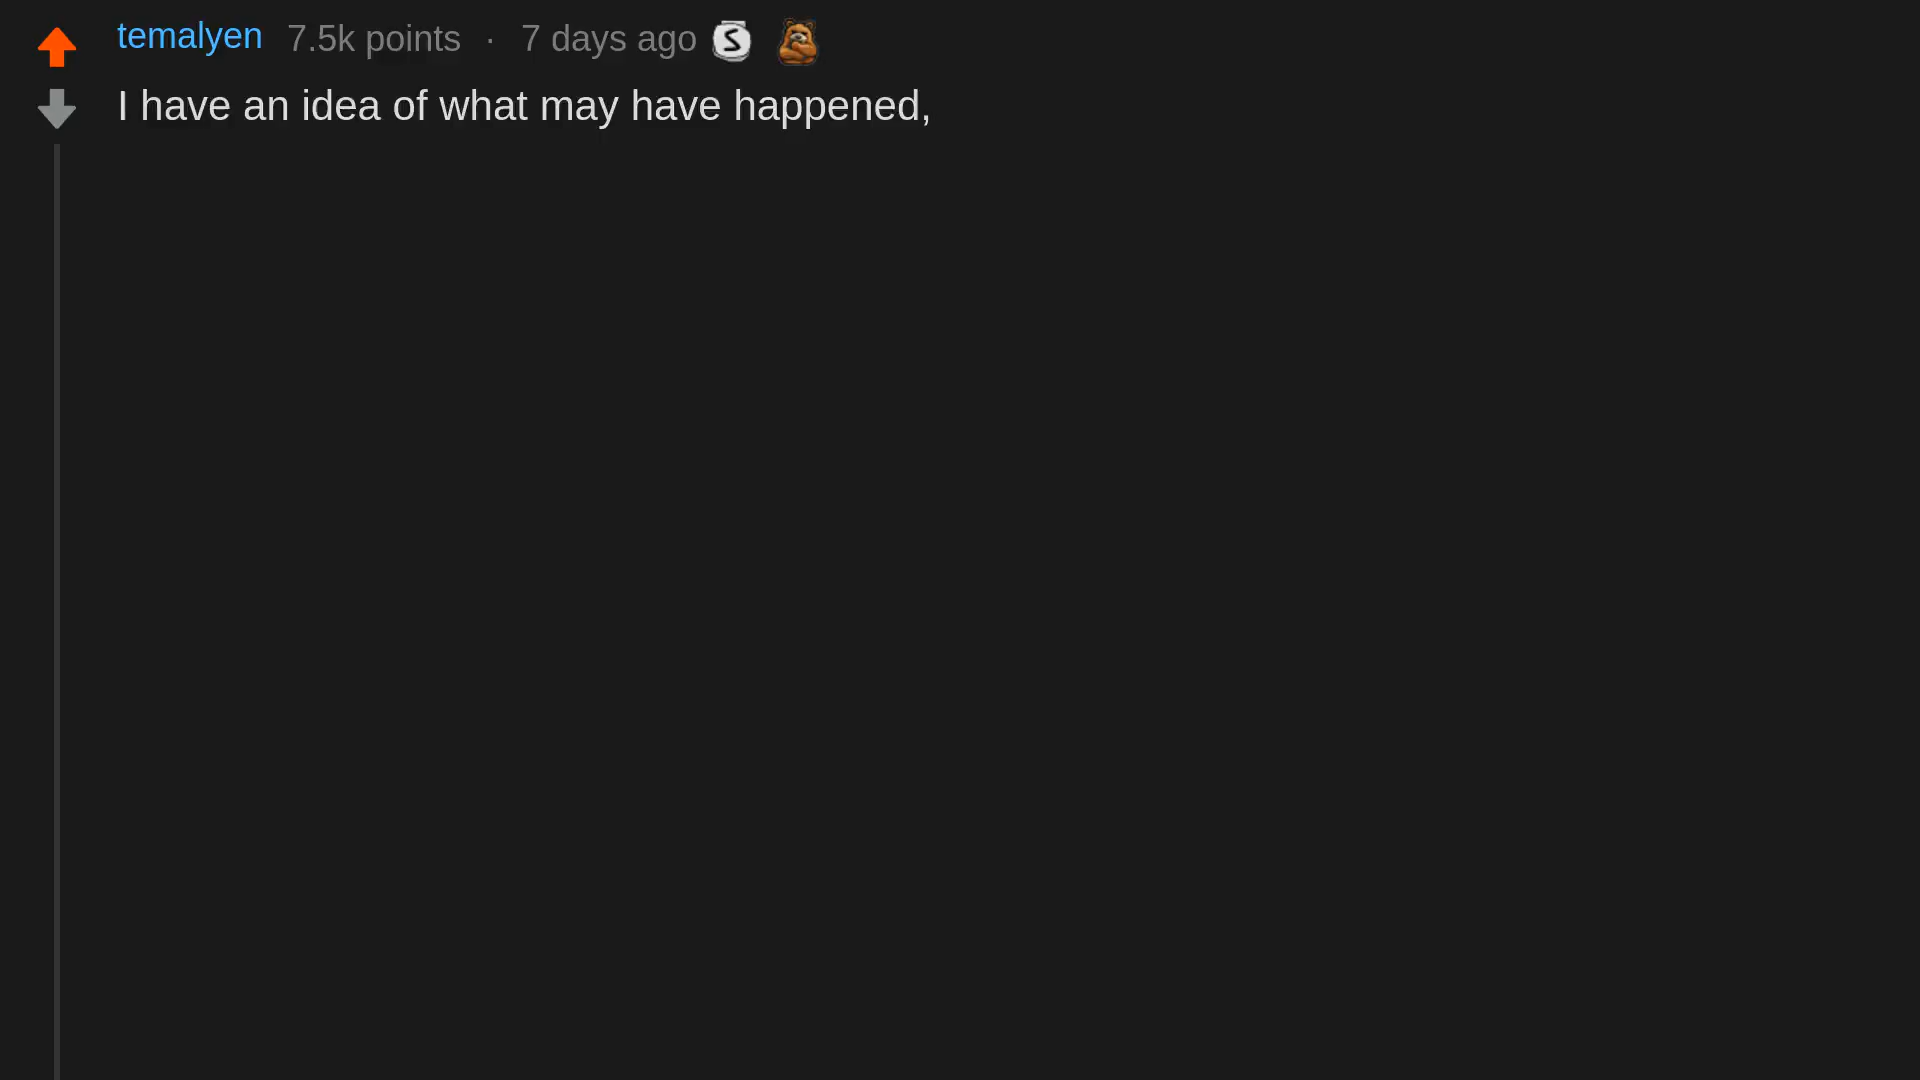 temalyen 7.5k points · 7 days ago S
I have an idea of what may have happened,